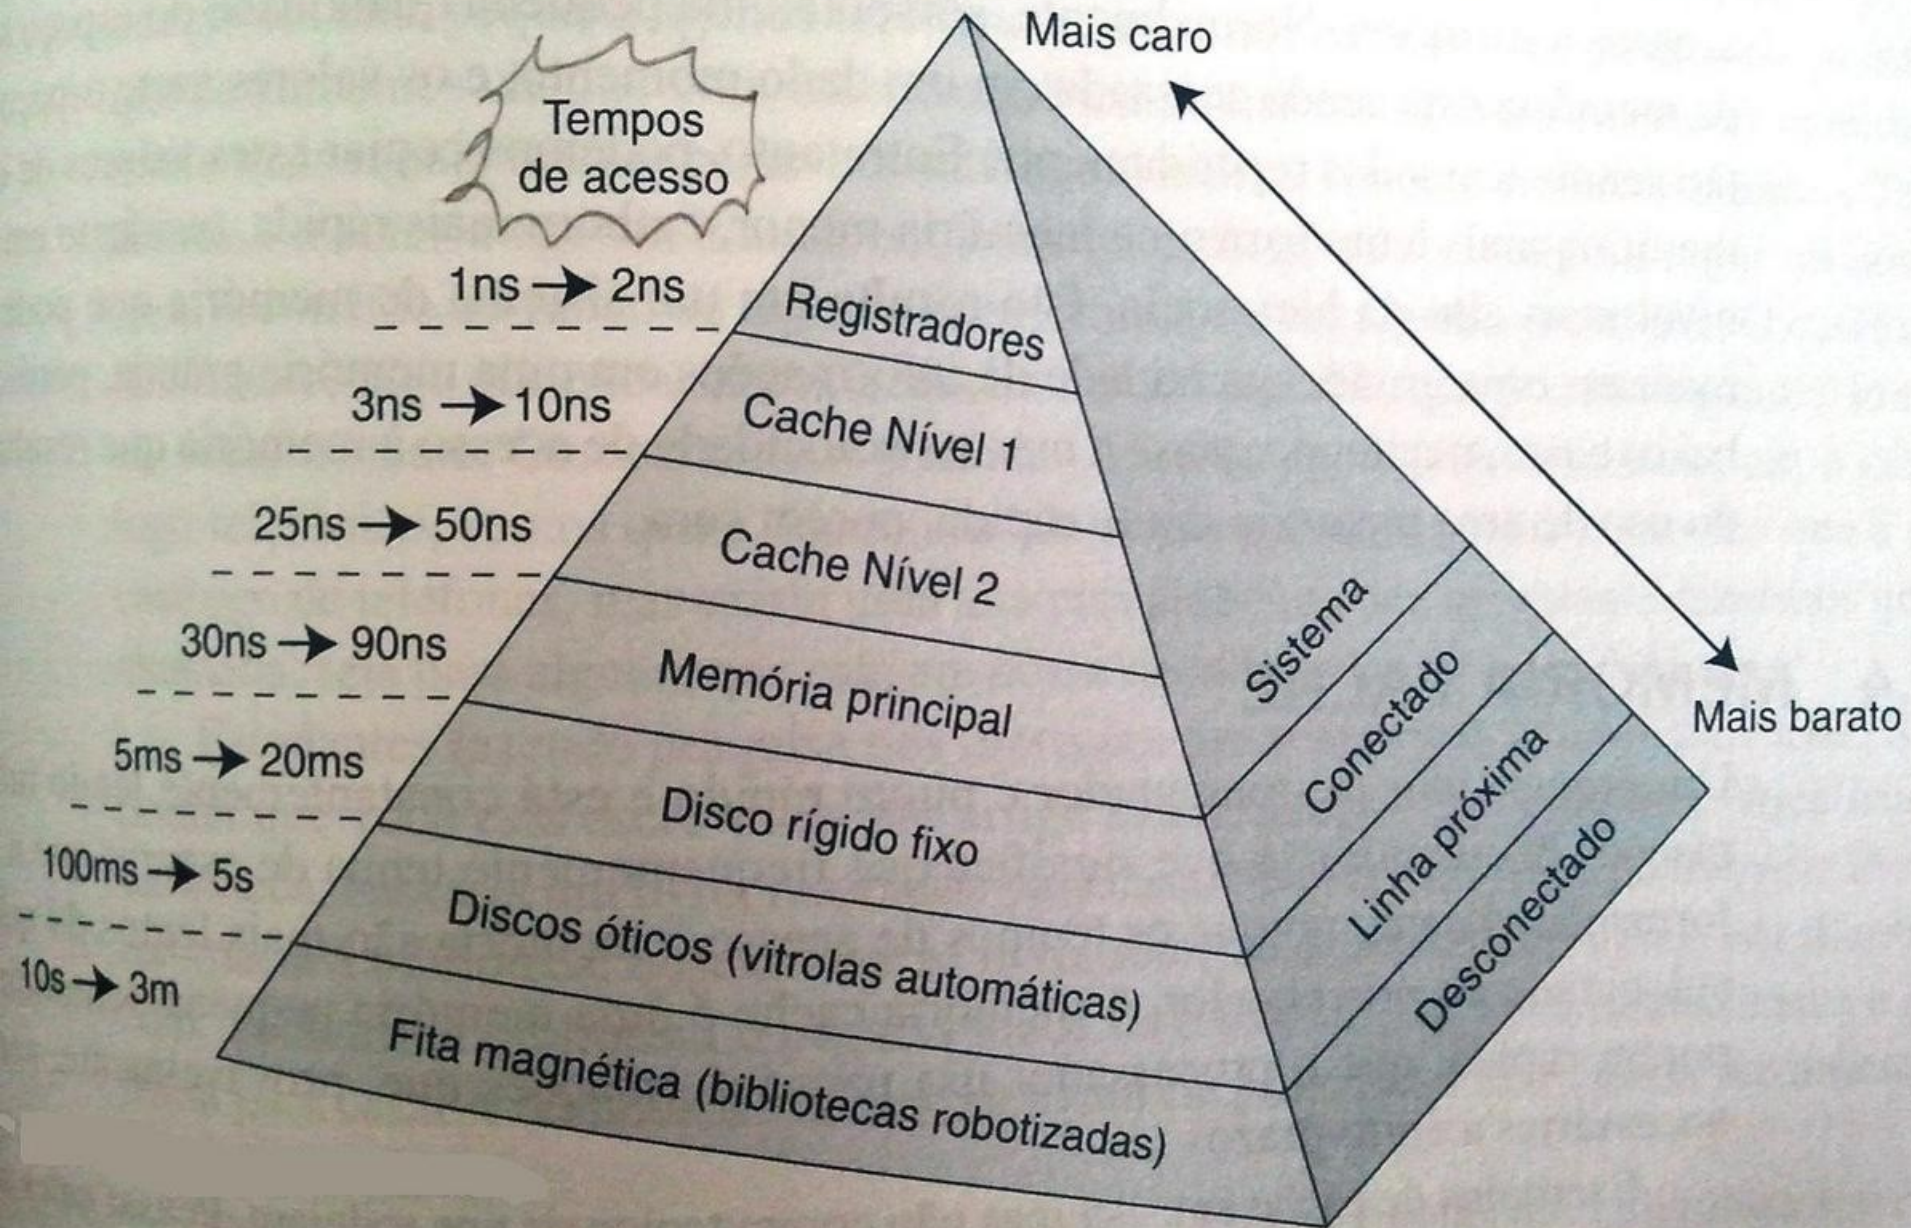 Mais caro
Tempos
de acesso
1ns → 2ns
Registradores
3ns → 10ns
Cache Nível 1
25ns → 50ns
Cache Nível 2
30ns → 90ns
Memória principal
5ms → 20ms
Disco rígido fixo
100ms → 5s
Discos óticos (vitrolas automáticas)
10s → 3m
Fita magnética (bibliotecas robotizadas)
Sistema
Conectado
Linha próxima
Desconectado
Mais barato